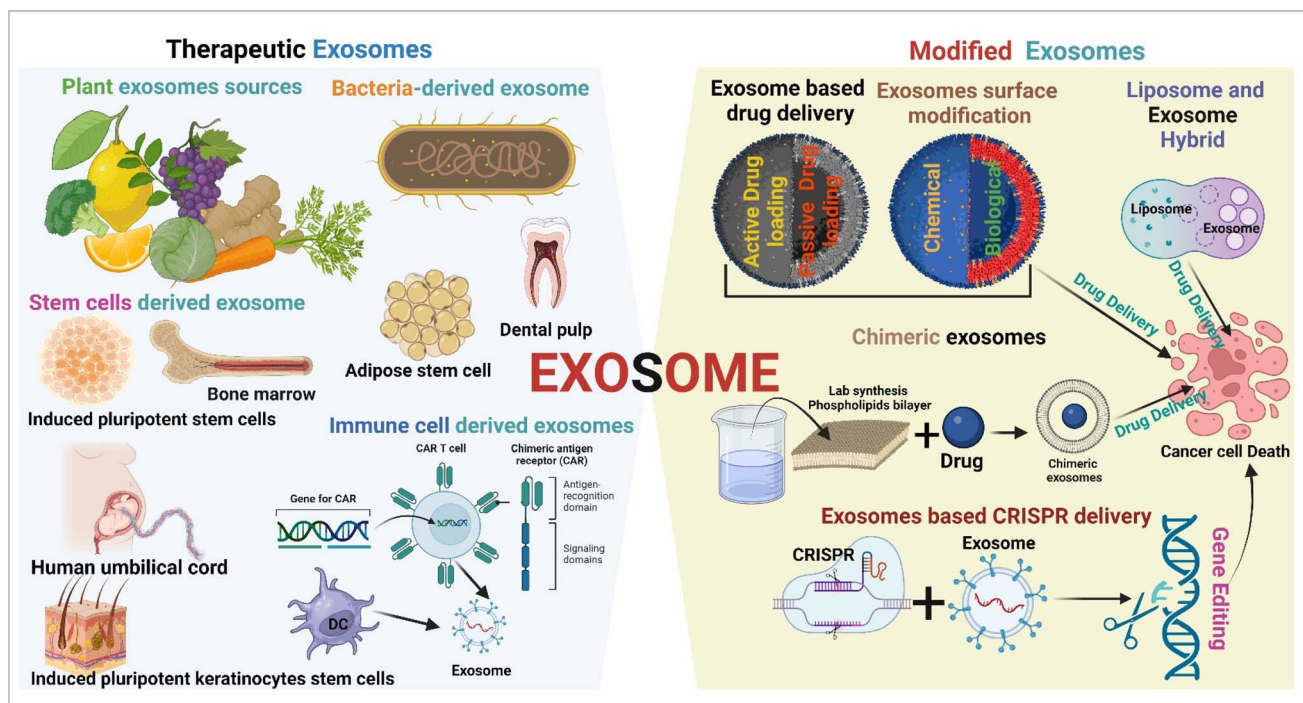 Therapeutic Exosomes
Plant exosomes sources
Bacteria-derived exosome
Dental pulp
Adipose stem cell
Stem cells derived exosome
Bone marrow
Induced pluripotent stem cells
Human umbilical cord
Induced pluripotent keratinocytes stem cells
Immune cell derived exosomes
CAR T cell
Chimeric antigen
receptor (CAR)
Gene for CAR
Antigen-
recognition
domain
Signaling
domains
DC
Exosome
EXOSOME
Modified Exosomes
Exosome based
drug delivery
Active Drug
loading
Passive Drug
loading
Exosomes surface
modification
Chemical
Biological
Liposome and
Exosome
Hybrid
Liposome
Exosome
Drug Delivery
Drug Delivery
Chimeric exosomes
Lab synthesis
Phospholipids bilayer
Drug
Chimeric
exosomes
Drug Delivery
Cancer cell Death
Exosomes based CRISPR delivery
CRISPR
Exosome
Gene Editing